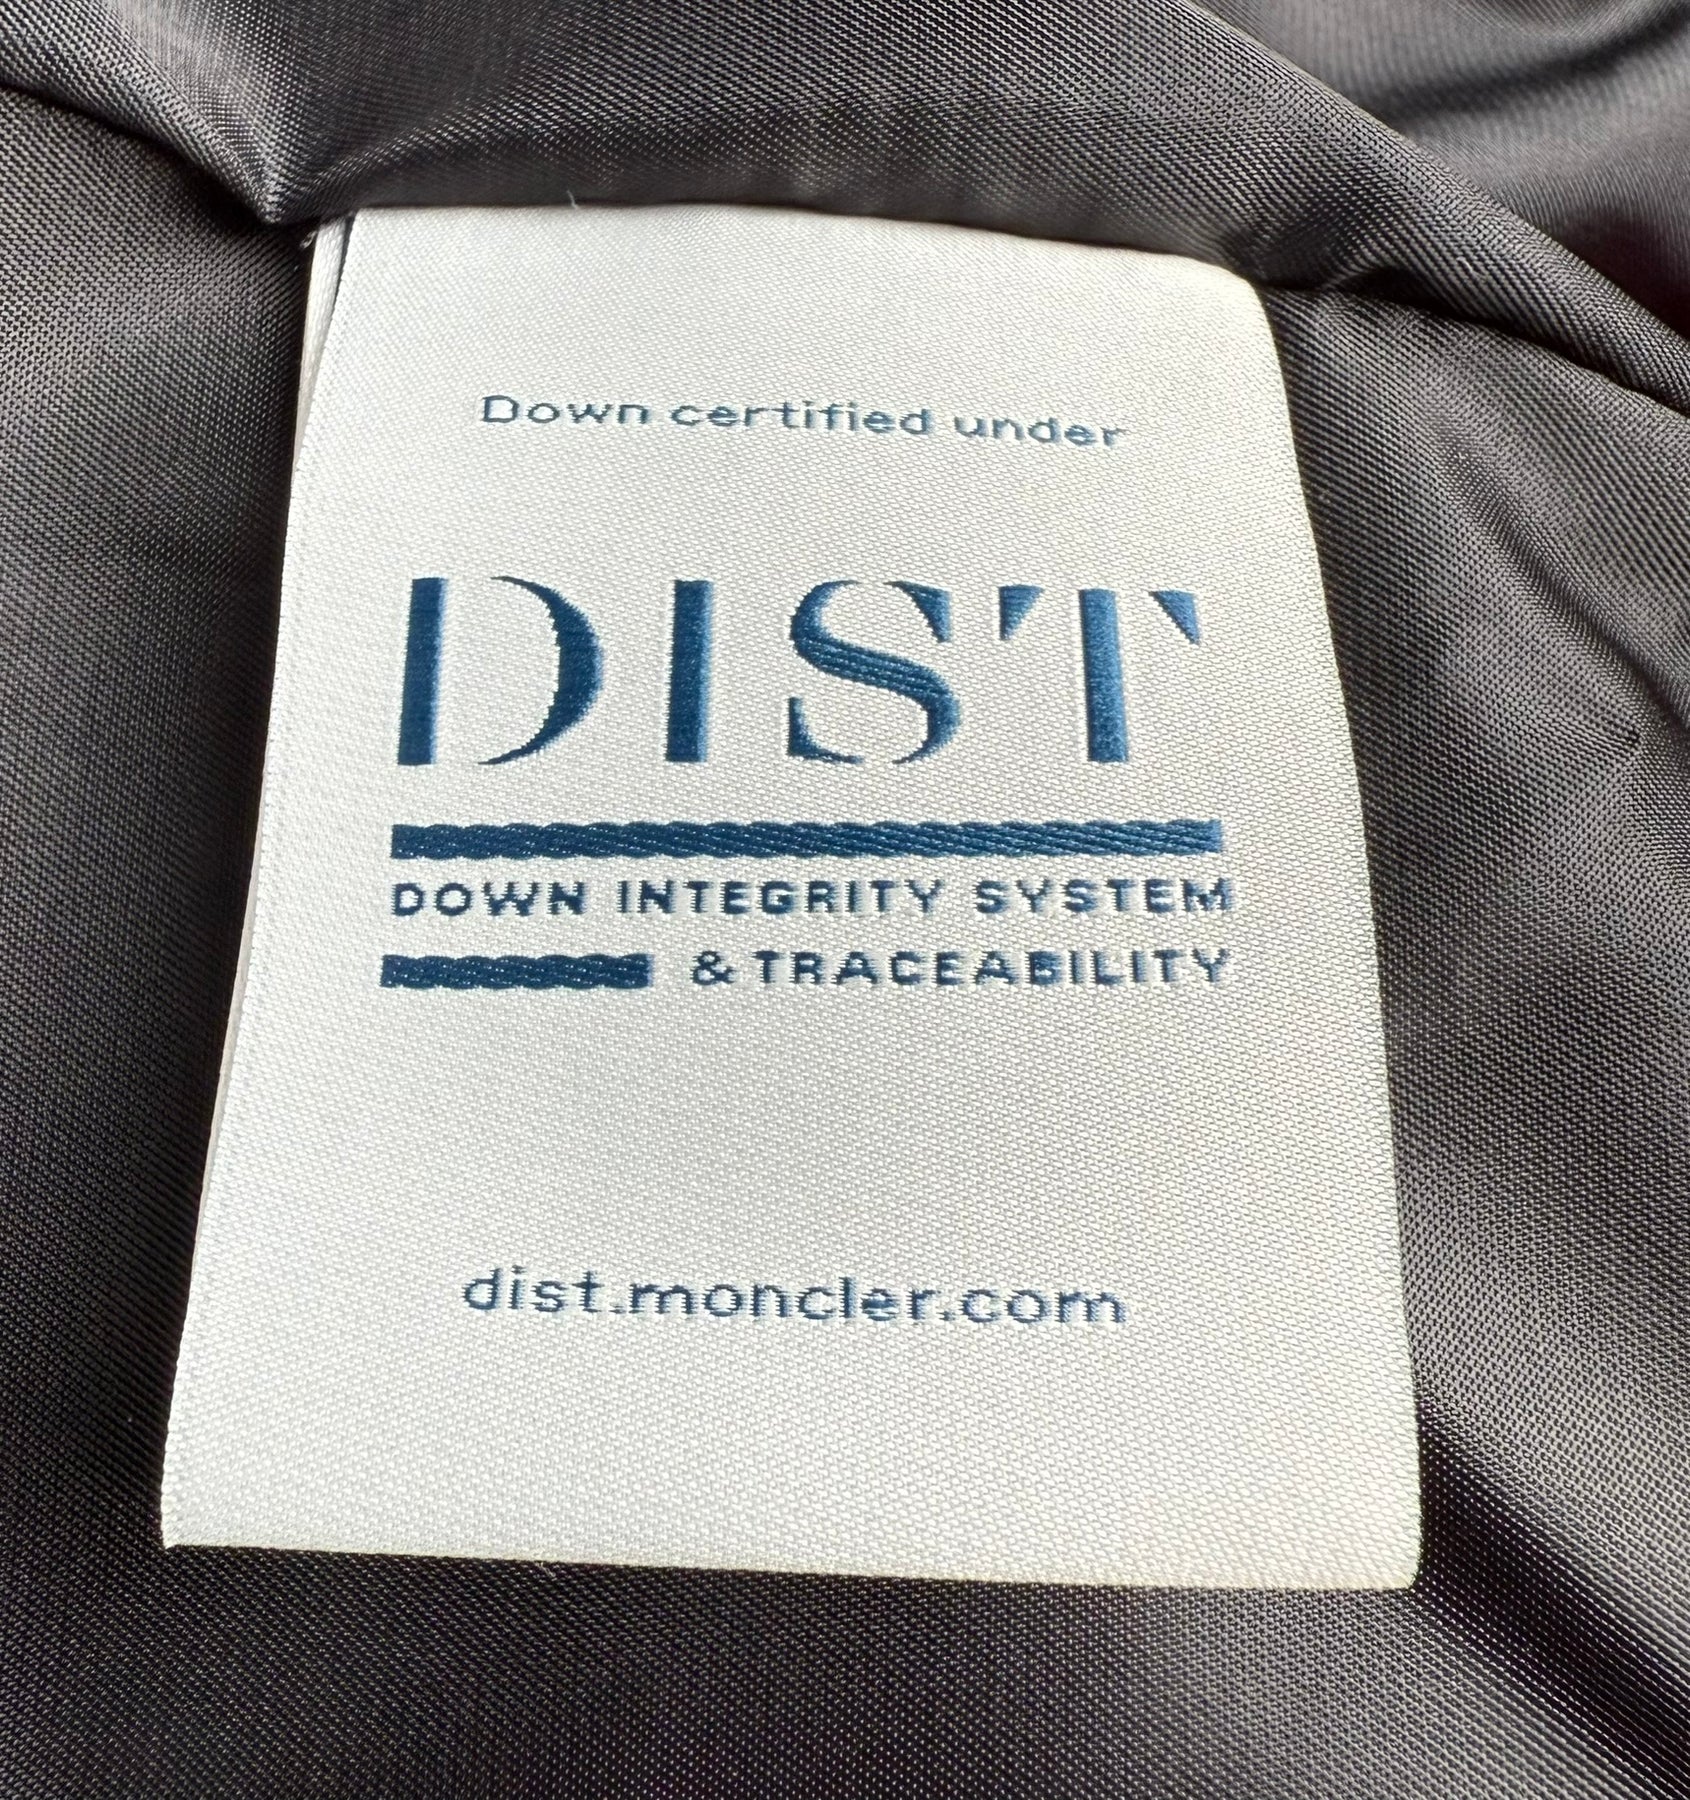 Down certified under
DIST
DOWN INTEGRITY SYSTEM
& TRACEABILITY
dist.moncler.com